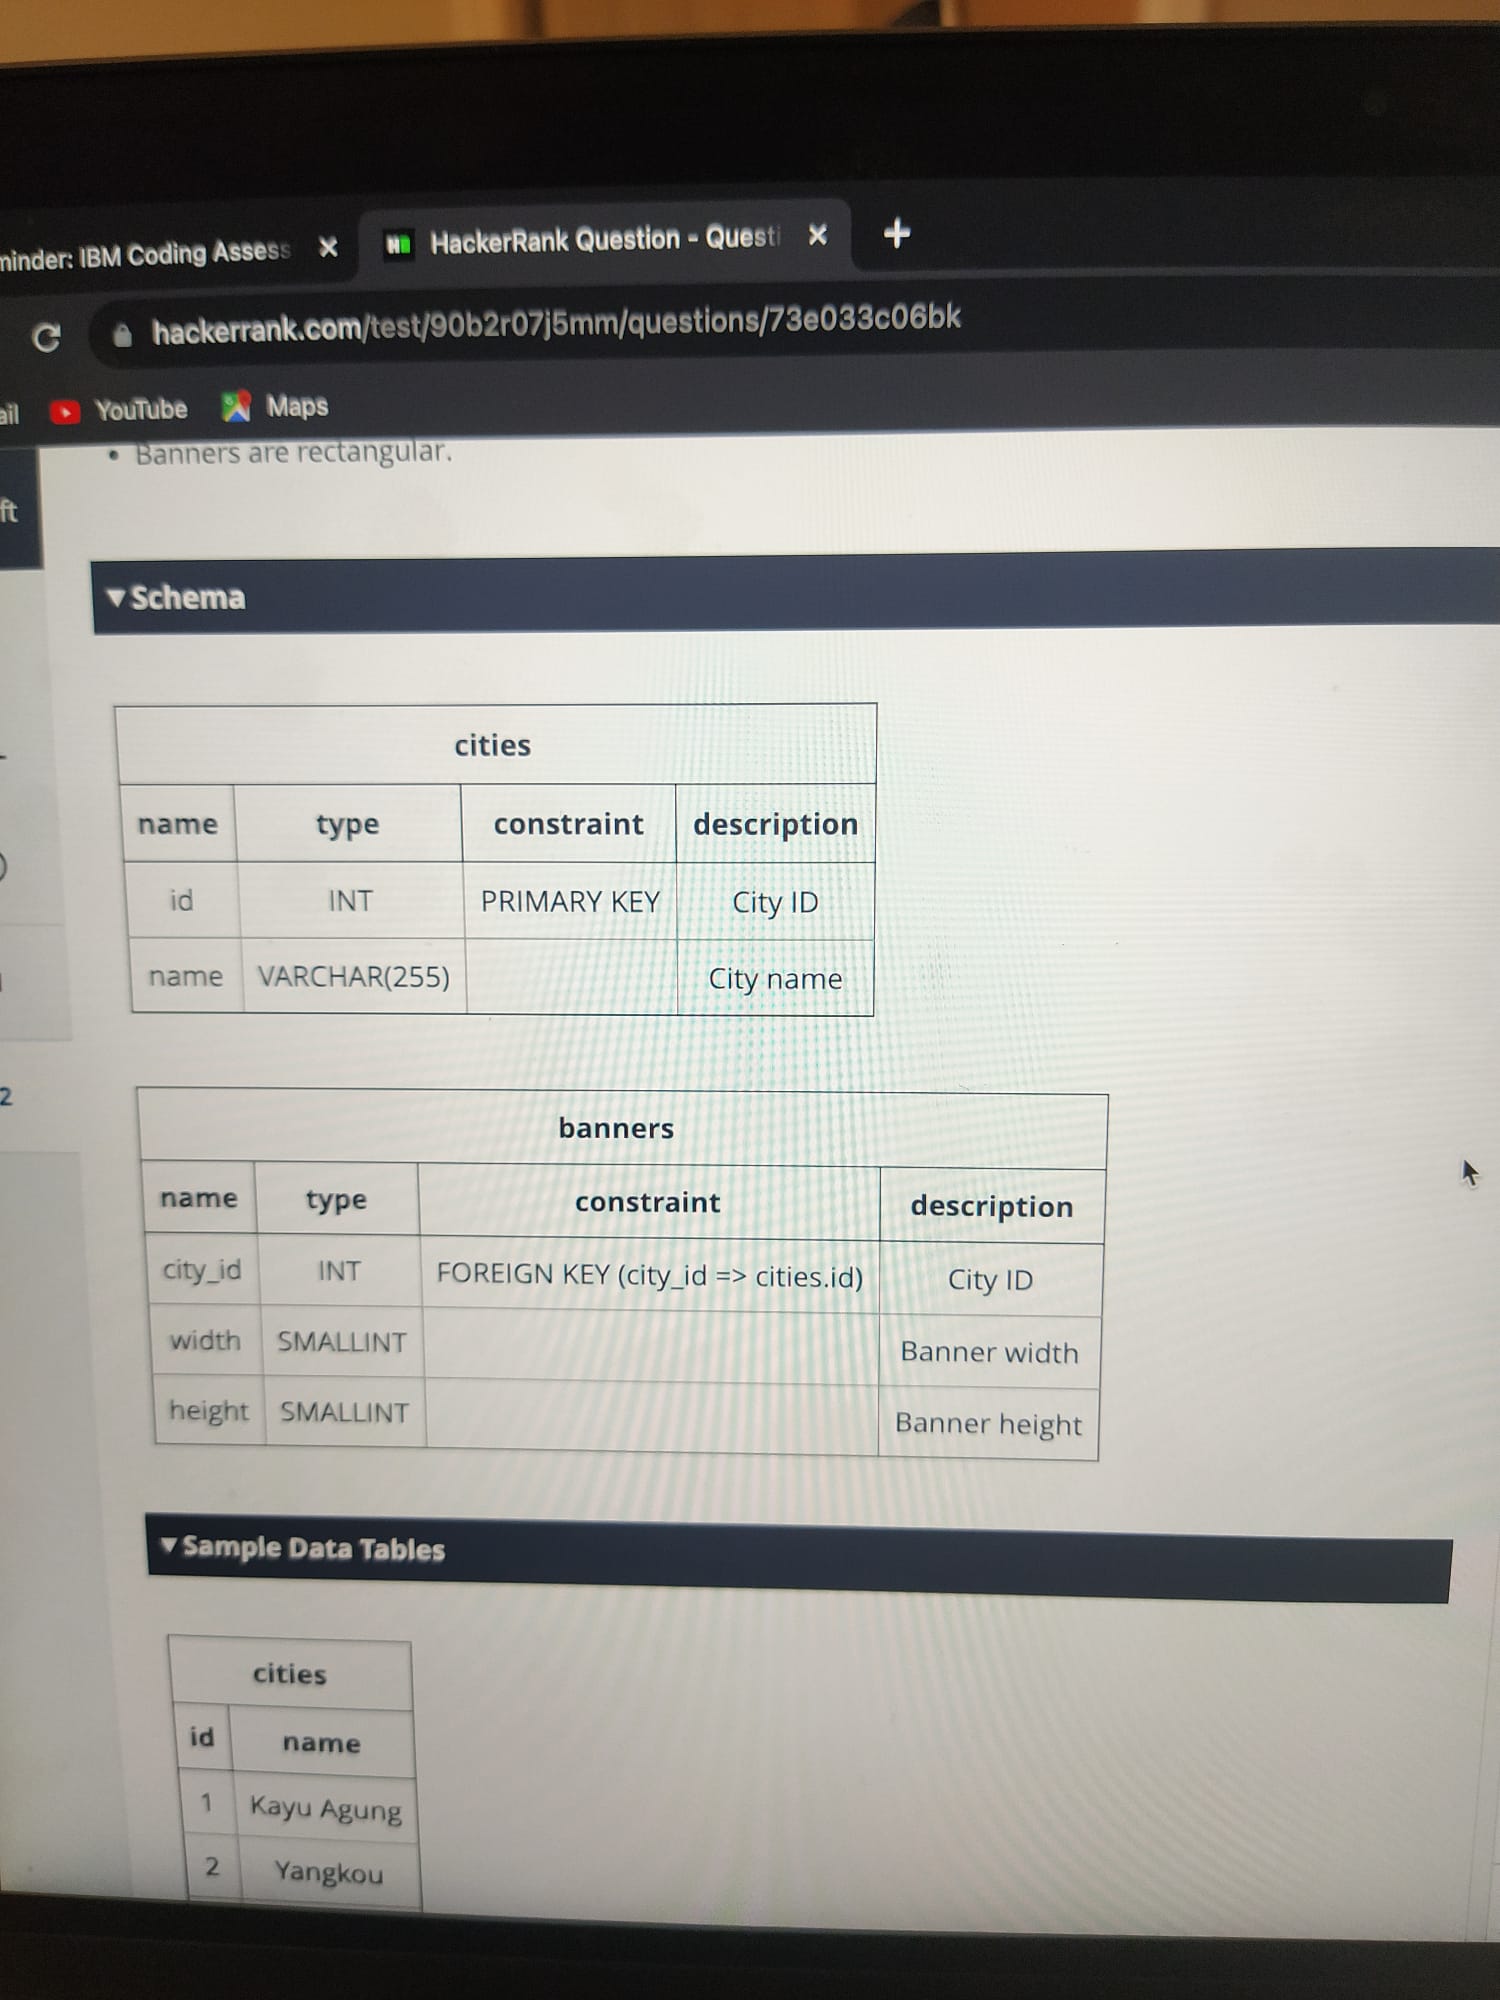 minder: IBM Coding Assess
HackerRank Question - Questi
hackerrank.com/test/90b2r07j5mm/questions/73e033c06bk
ail YouTube Maps
• Banners are rectangular.
ft
▼ Schema
cities
name type constraint description
id INT PRIMARY KEY City ID
name VARCHAR(255) City name
2
banners
name type constraint description
city_id INT FOREIGN KEY (city_id => cities.id) City ID
width SMALLINT Banner width
height SMALLINT Banner height
▼ Sample Data Tables
cities
id name
1 Kayu Agung
2 Yangkou